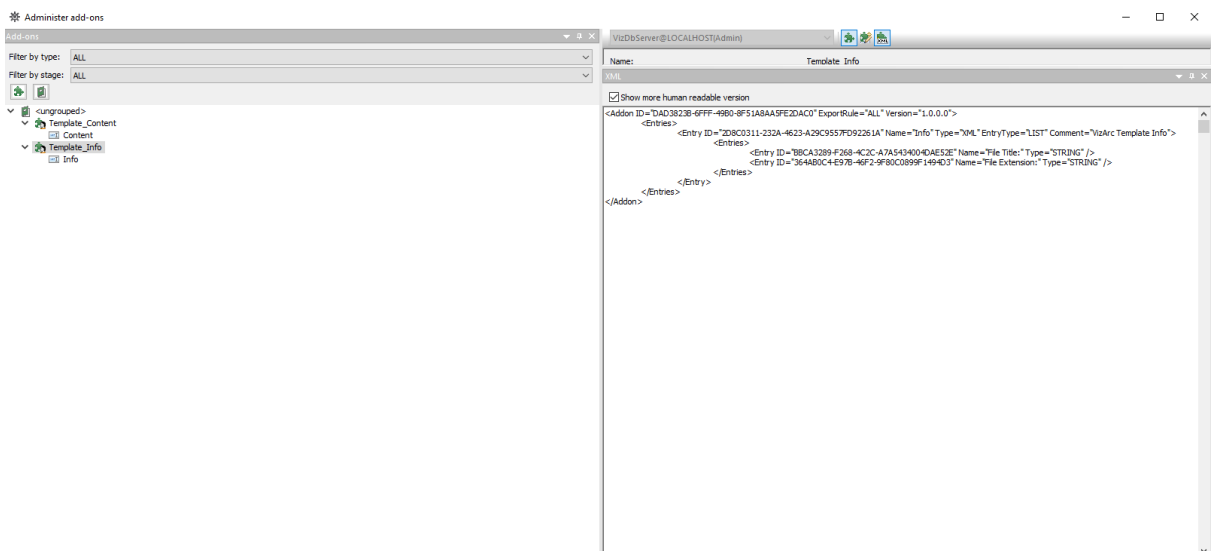 Administer add-ons
Add-ons
Filter by type: ALL
Filter by stage: ALL
<ungrouped>
Template_Content
Content
Template_Info
Info
VizDbServer@LOCALHOST(Admin)
XML
Name: Template_Info
XML
Show more human readable version
<Addon ID="DAD3823B-6FFF-49B0-8F51A8AA5FE2DAC0" ExportRule="ALL" Version="1.0.0.0">
<Entries>
<Entry ID="2D8C0311-232A-4623-A29C9557FD92261A" Name="Info" Type="XML" EntryType="LIST" Comment="VizArc Template Info">
<Entries>
<Entry ID="BBCA3289-F268-4C2C-A7A5434004DAE52E" Name="File Title:" Type="STRING" />
<Entry ID="364AB0C4-E97B-46F2-9F80C0899F1494D3" Name="File Extension:" Type="STRING" />
</Entries>
</Entry>
</Entries>
</Addon>